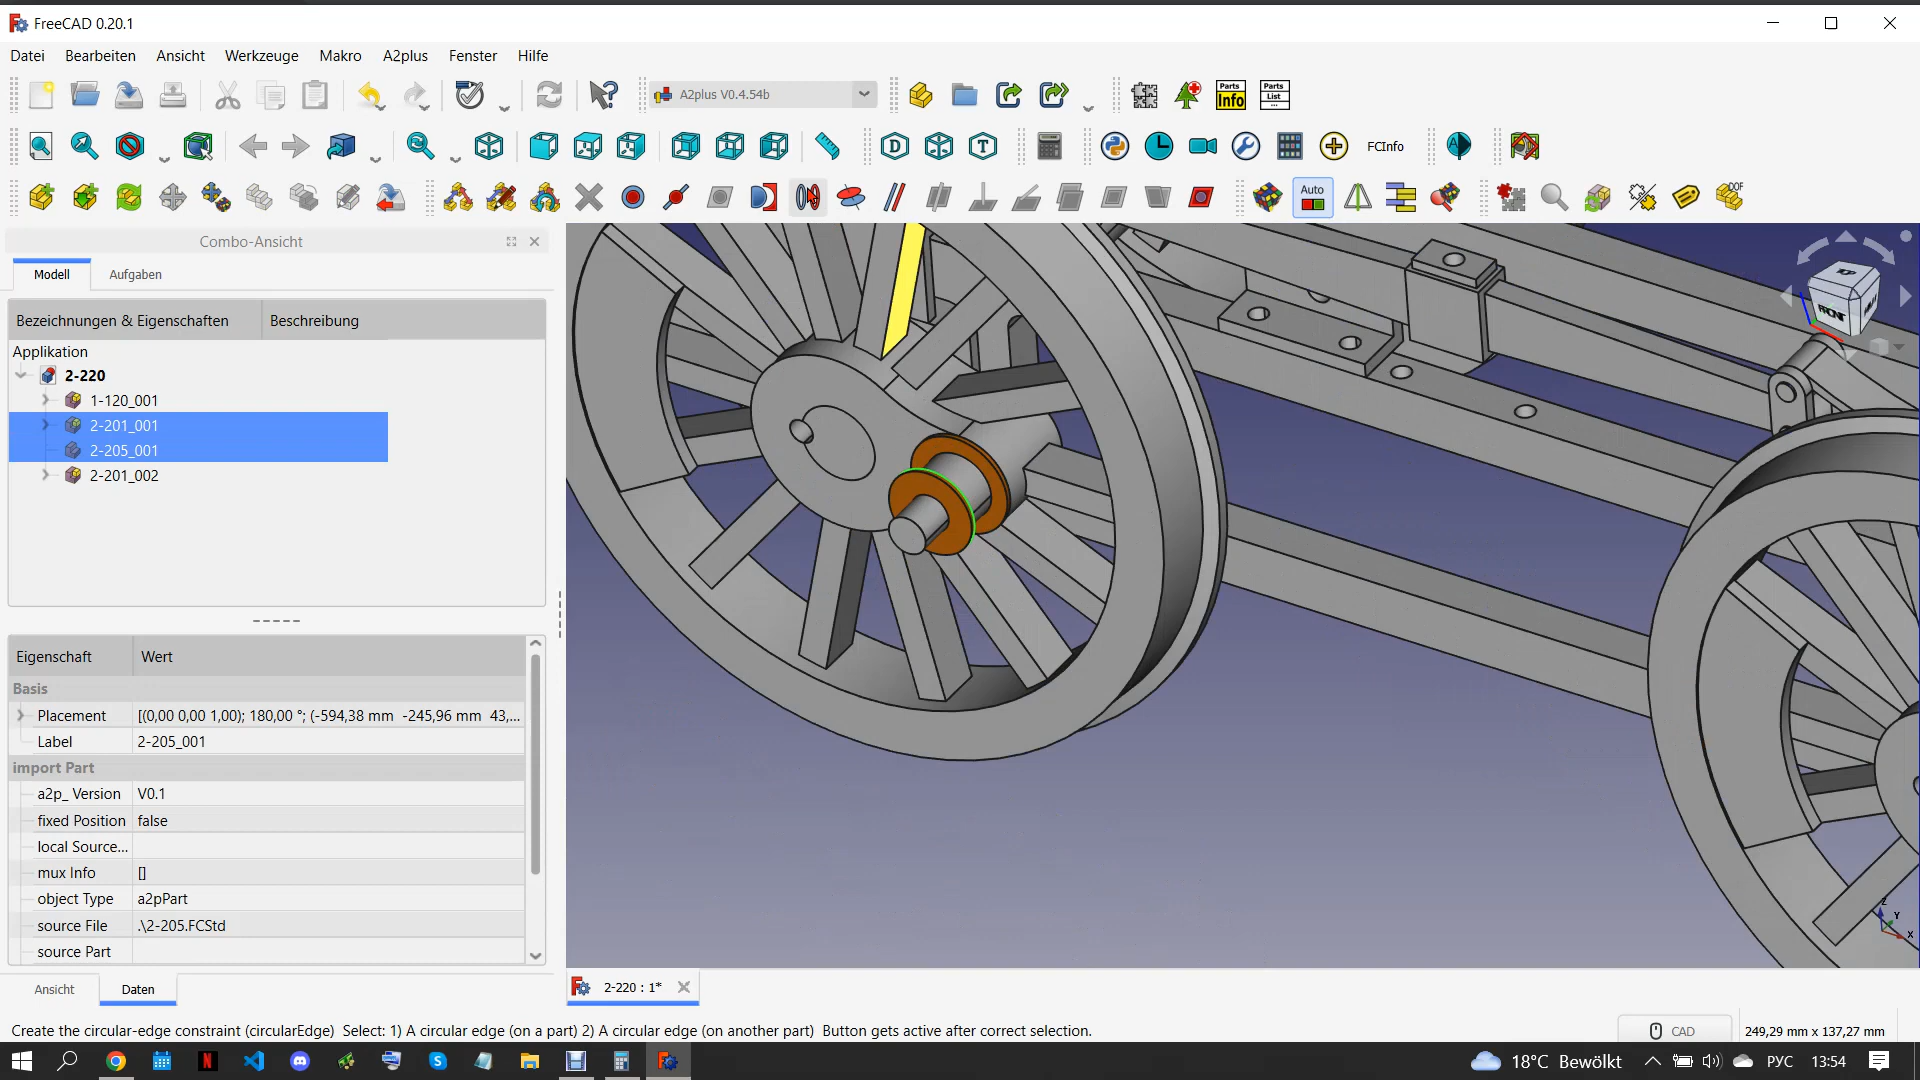 FreeCAD 0.20.1
Datei Bearbeiten Ansicht Werkzeuge Makro A2plus Fenster Hilfe
A2plus V0.4.54b
Parts Info
Parts List
D
T
FCInfo
Auto
DOF
Combo-Ansicht
Modell Aufgaben
Bezeichnungen & Eigenschaften Beschreibung
Applikation
2-220
1-120_001
2-201_001
2-205_001
2-201_002
Eigenschaft Wert
Basis
Placement [(0,00 0,00 1,00); 180,00 °; (-594,38 mm -245,96 mm 43,...
Label 2-205_001
import Part
a2p_ Version V0.1
fixed Position false
local Source...
mux Info []
object Type a2pPart
source File .\2-205.FCStd
source Part
Ansicht Daten
FRONT
Z
Y
X
2-220 : 1*
Create the circular-edge constraint (circularEdge) Select: 1) A circular edge (on a part) 2) A circular edge (on another part) Button gets active after correct selection.
CAD
249,29 mm x 137,27 mm
18°C Bewölkt
РУС
13:54